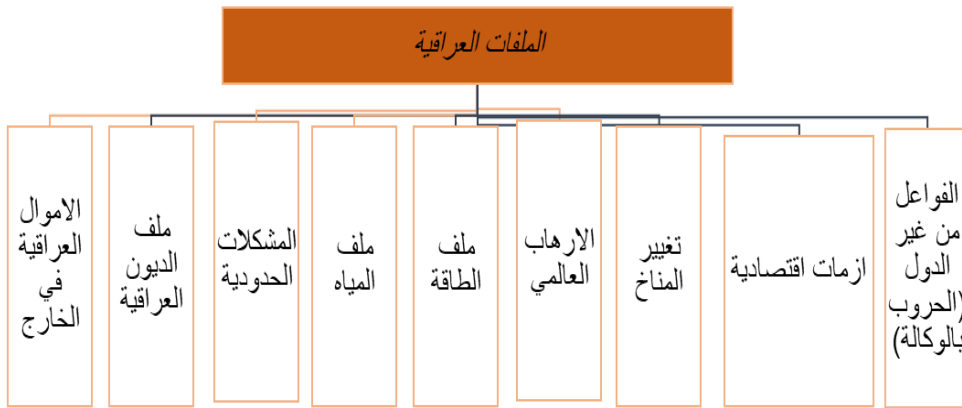 الملفات العراقية
الفواعل
من غير
الدول
(الحروب
بالوكالة)
ازمات اقتصادية
تغيير
المناخ
الارهاب
العالمي
ملف
الطاقة
ملف
المياه
المشكلات
الحدودية
ملف
الديون
العراقية
الاموال
العراقية
في
الخارج